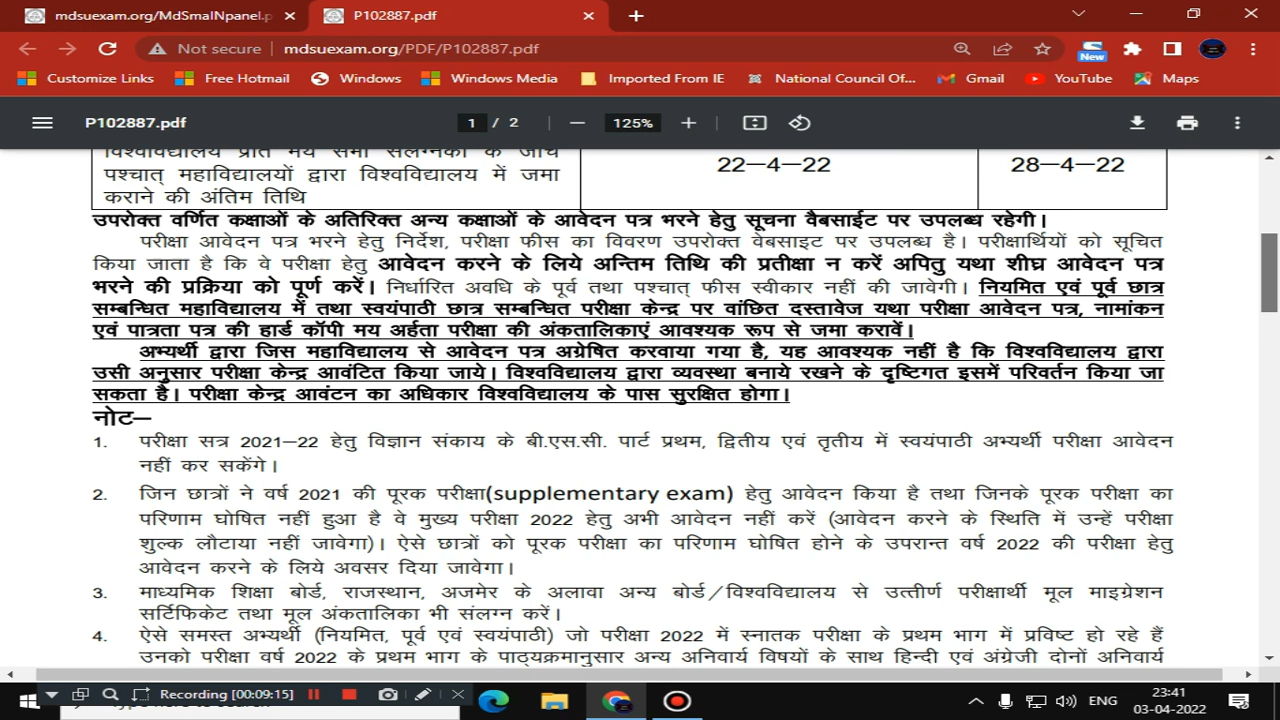 mdsuexam.org/MdSmalNpanel.p
P102887.pdf
Not secure
mdsuexam.org/PDF/P102887.pdf
New
Customize Links
Free Hotmail
Windows
Windows Media
Imported From IE
National Council Of...
Gmail
YouTube
Maps
P102887.pdf
1 / 2
125%
विश्वविद्यालय प्रति मय सभी संलग्नकों के जांच
पश्चात् महाविद्यालयों द्वारा विश्वविद्यालय में जमा
कराने की अंतिम तिथि
22–4–22
28–4–22
उपरोक्त वर्णित कक्षाओं के अतिरिक्त अन्य कक्षाओं के आवेदन पत्र भरने हेतु सूचना वैबसाईट पर उपलब्ध रहेगी।
परीक्षा आवेदन पत्र भरने हेतु निर्देश, परीक्षा फीस का विवरण उपरोक्त वेबसाइट पर उपलब्ध है। परीक्षार्थियों को सूचित
किया जाता है कि वे परीक्षा हेतु आवेदन करने के लिये अन्तिम तिथि की प्रतीक्षा न करें अपितु यथा शीघ्र आवेदन पत्र
भरने की प्रक्रिया को पूर्ण करें। निर्धारित अवधि के पूर्व तथा पश्चात् फीस स्वीकार नहीं की जावेगी। नियमित एवं पूर्व छात्र
सम्बन्धित महाविद्यालय में तथा स्वयंपाठी छात्र सम्बन्धित परीक्षा केन्द्र पर वांछित दस्तावेज यथा परीक्षा आवेदन पत्र, नामांकन
एवं पात्रता पत्र की हार्ड कॉपी मय अर्हता परीक्षा की अंकतालिकाएं आवश्यक रूप से जमा करावें।
अभ्यर्थी द्वारा जिस महाविद्यालय से आवेदन पत्र अग्रेषित करवाया गया है, यह आवश्यक नहीं है कि विश्वविद्यालय द्वारा
उसी अनुसार परीक्षा केन्द्र आवंटित किया जाये। विश्वविद्यालय द्वारा व्यवस्था बनाये रखने के दृष्टिगत इसमें परिवर्तन किया जा
सकता है। परीक्षा केन्द्र आवंटन का अधिकार विश्वविद्यालय के पास सुरक्षित होगा।
नोट–
1. परीक्षा सत्र 2021–22 हेतु विज्ञान संकाय के बी.एस.सी. पार्ट प्रथम, द्वितीय एवं तृतीय में स्वयंपाठी अभ्यर्थी परीक्षा आवेदन
नहीं कर सकेंगे।
2. जिन छात्रों ने वर्ष 2021 की पूरक परीक्षा(supplementary exam) हेतु आवेदन किया है तथा जिनके पूरक परीक्षा का
परिणाम घोषित नहीं हुआ है वे मुख्य परीक्षा 2022 हेतु अभी आवेदन नहीं करें (आवेदन करने के स्थिति में उन्हें परीक्षा
शुल्क लौटाया नहीं जावेगा)। ऐसे छात्रों को पूरक परीक्षा का परिणाम घोषित होने के उपरान्त वर्ष 2022 की परीक्षा हेतु
आवेदन करने के लिये अवसर दिया जावेगा।
3. माध्यमिक शिक्षा बोर्ड, राजस्थान, अजमेर के अलावा अन्य बोर्ड/विश्वविद्यालय से उत्तीर्ण परीक्षार्थी मूल माइग्रेशन
सर्टिफिकेट तथा मूल अंकतालिका भी संलग्न करें।
4. ऐसे समस्त अभ्यर्थी (नियमित, पूर्व एवं स्वयंपाठी) जो परीक्षा 2022 में स्नातक परीक्षा के प्रथम भाग में प्रविष्ट हो रहे हैं
उनको परीक्षा वर्ष 2022 के प्रथम भाग के पाठ्यक्रमानुसार अन्य अनिवार्य विषयों के साथ हिन्दी एवं अंग्रेजी दोनों अनिवार्य
Recording [00:09:15]
ENG
23:41
03-04-2022